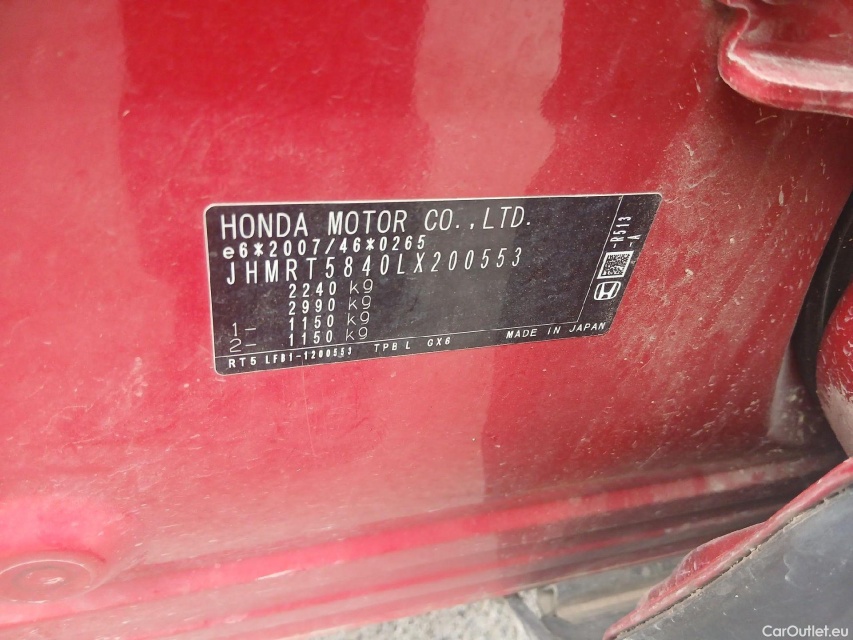 HONDA MOTOR CO.,LTD.
e6*2007/46*0265
JHMRT5840LX200553
2240 kg
2990 kg
1- 1150 kg
2- 1150 kg
RT5 LFB1-1200553 TPBL GX6 MADE IN JAPAN
-R513
-A
CarOutlet.eu